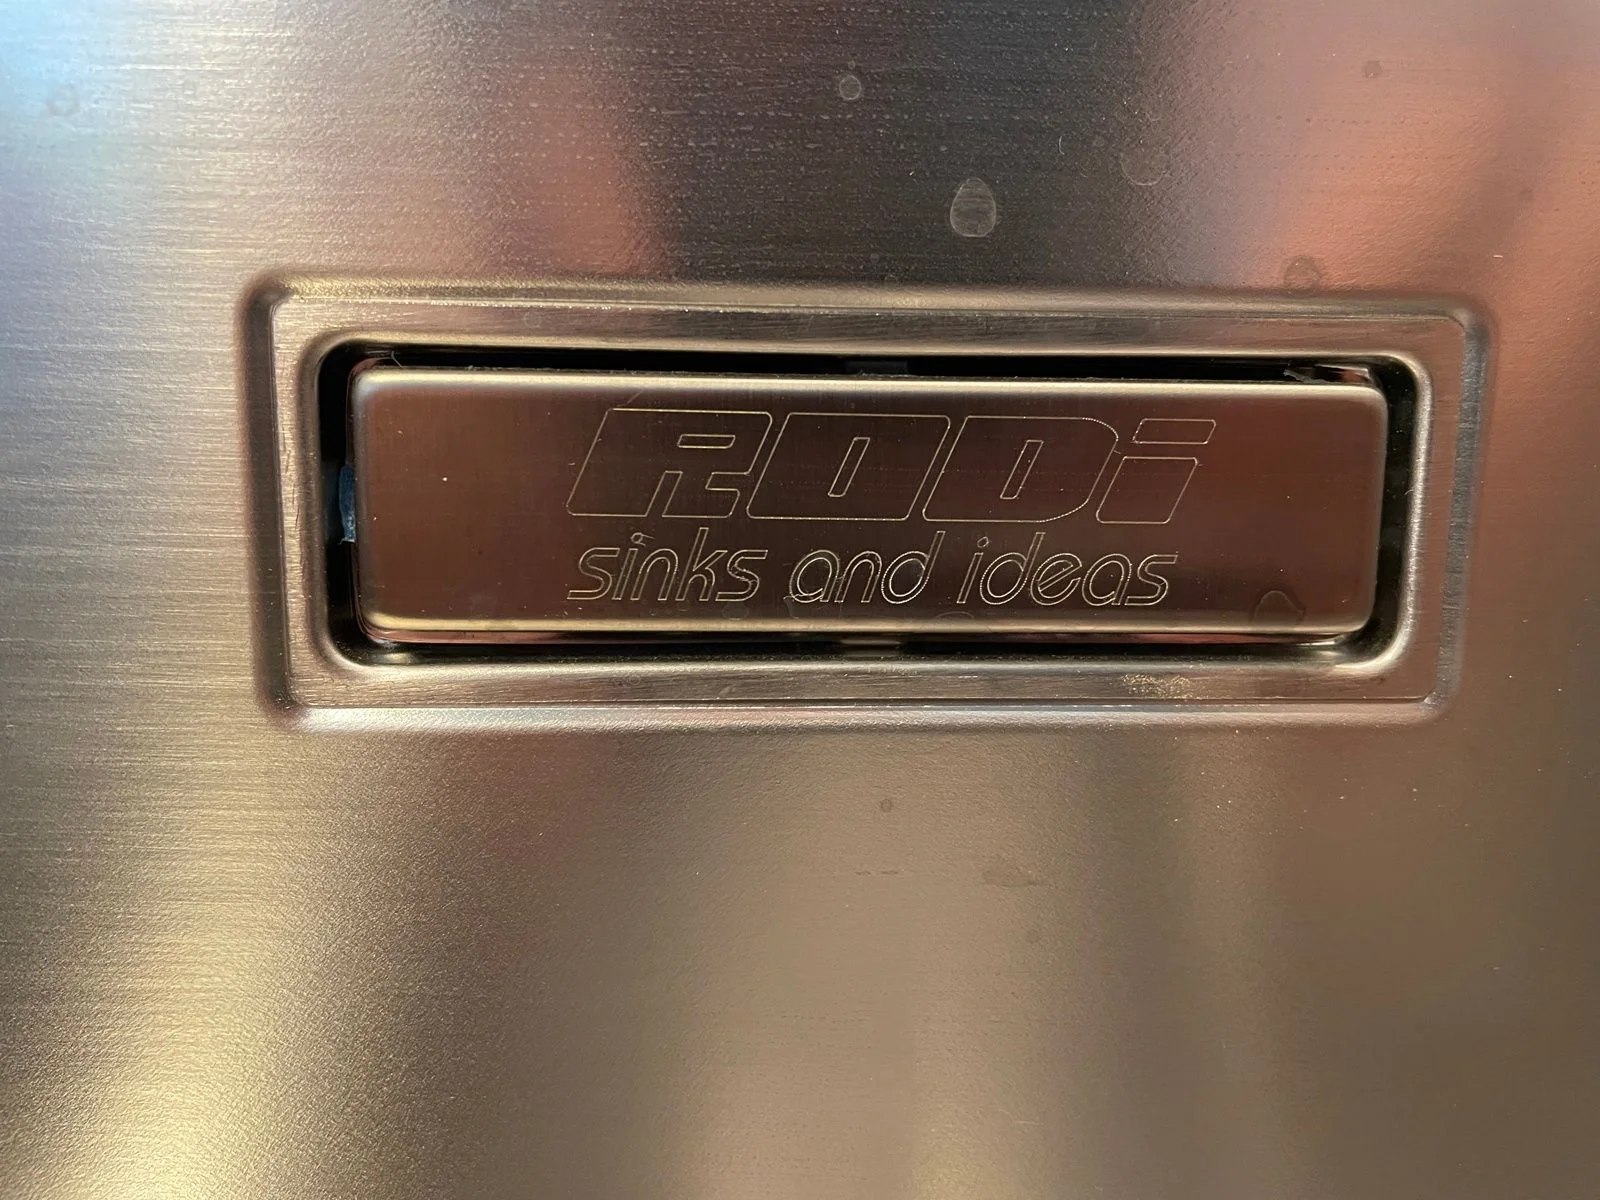 RODi
sinks and ideas